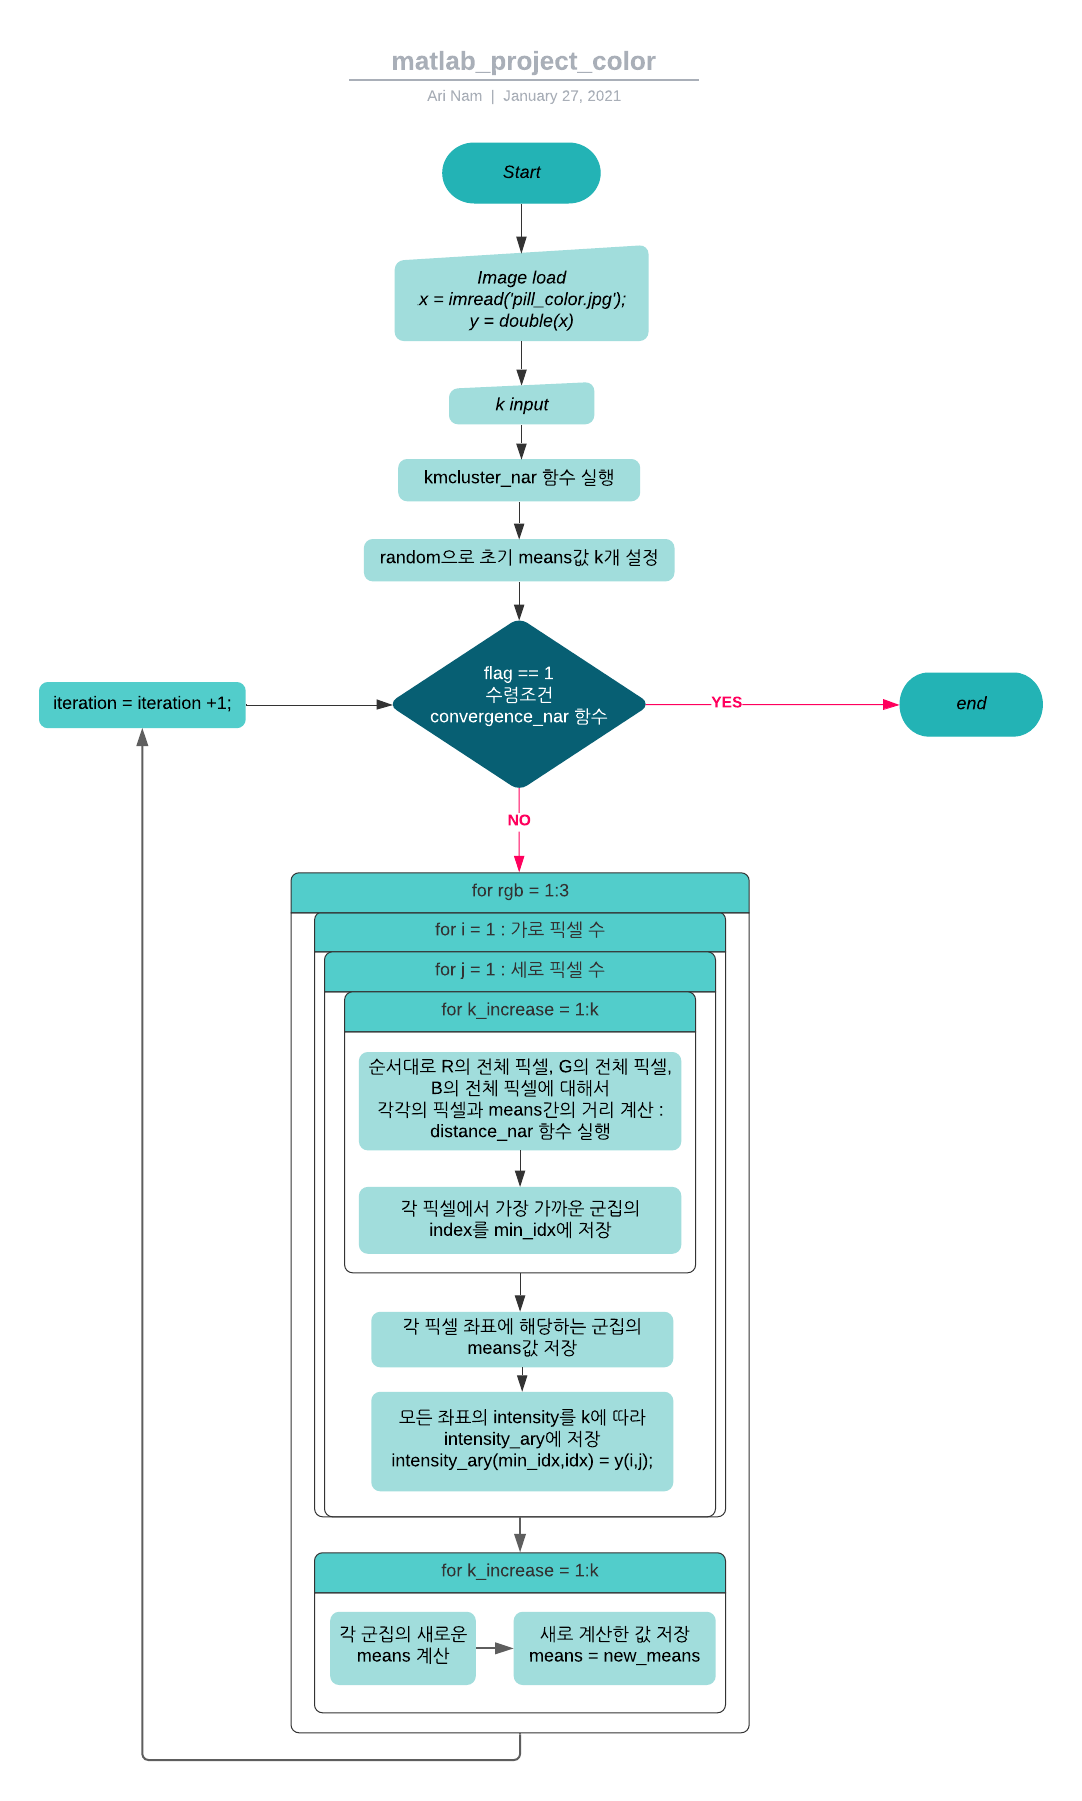 matlab_project_color
Ari Nam | January 27, 2021
Start
Image load
x = imread('pill_color.jpg');
y = double(x)
k input
kmcluster_nar 함수 실행
random으로 초기 means값 k개 설정
flag == 1
수령조건
convergence_nar 함수
iteration = iteration +1;
YES
end
NO
for rgb = 1:3
for i = 1 : 가로 픽셀 수
for j = 1 : 세로 픽셀 수
for k_increase = 1:k
순서대로 R의 전체 픽셀, G의 전체 픽셀,
B의 전체 픽셀에 대해서
각각의 픽셀과 means간의 거리 계산 :
distance_nar 함수 실행
각 픽셀에서 가장 가까운 군집의
index를 min_idx에 저장
각 픽셀 좌표에 해당하는 군집의
means값 저장
모든 좌표의 intensity를 k에 따라
intensity_ary에 저장
intensity_ary(min_idx,idx) = y(i,j);
for k_increase = 1:k
각 군집의 새로운
means 계산
새로 계산한 값 저장
means = new_means